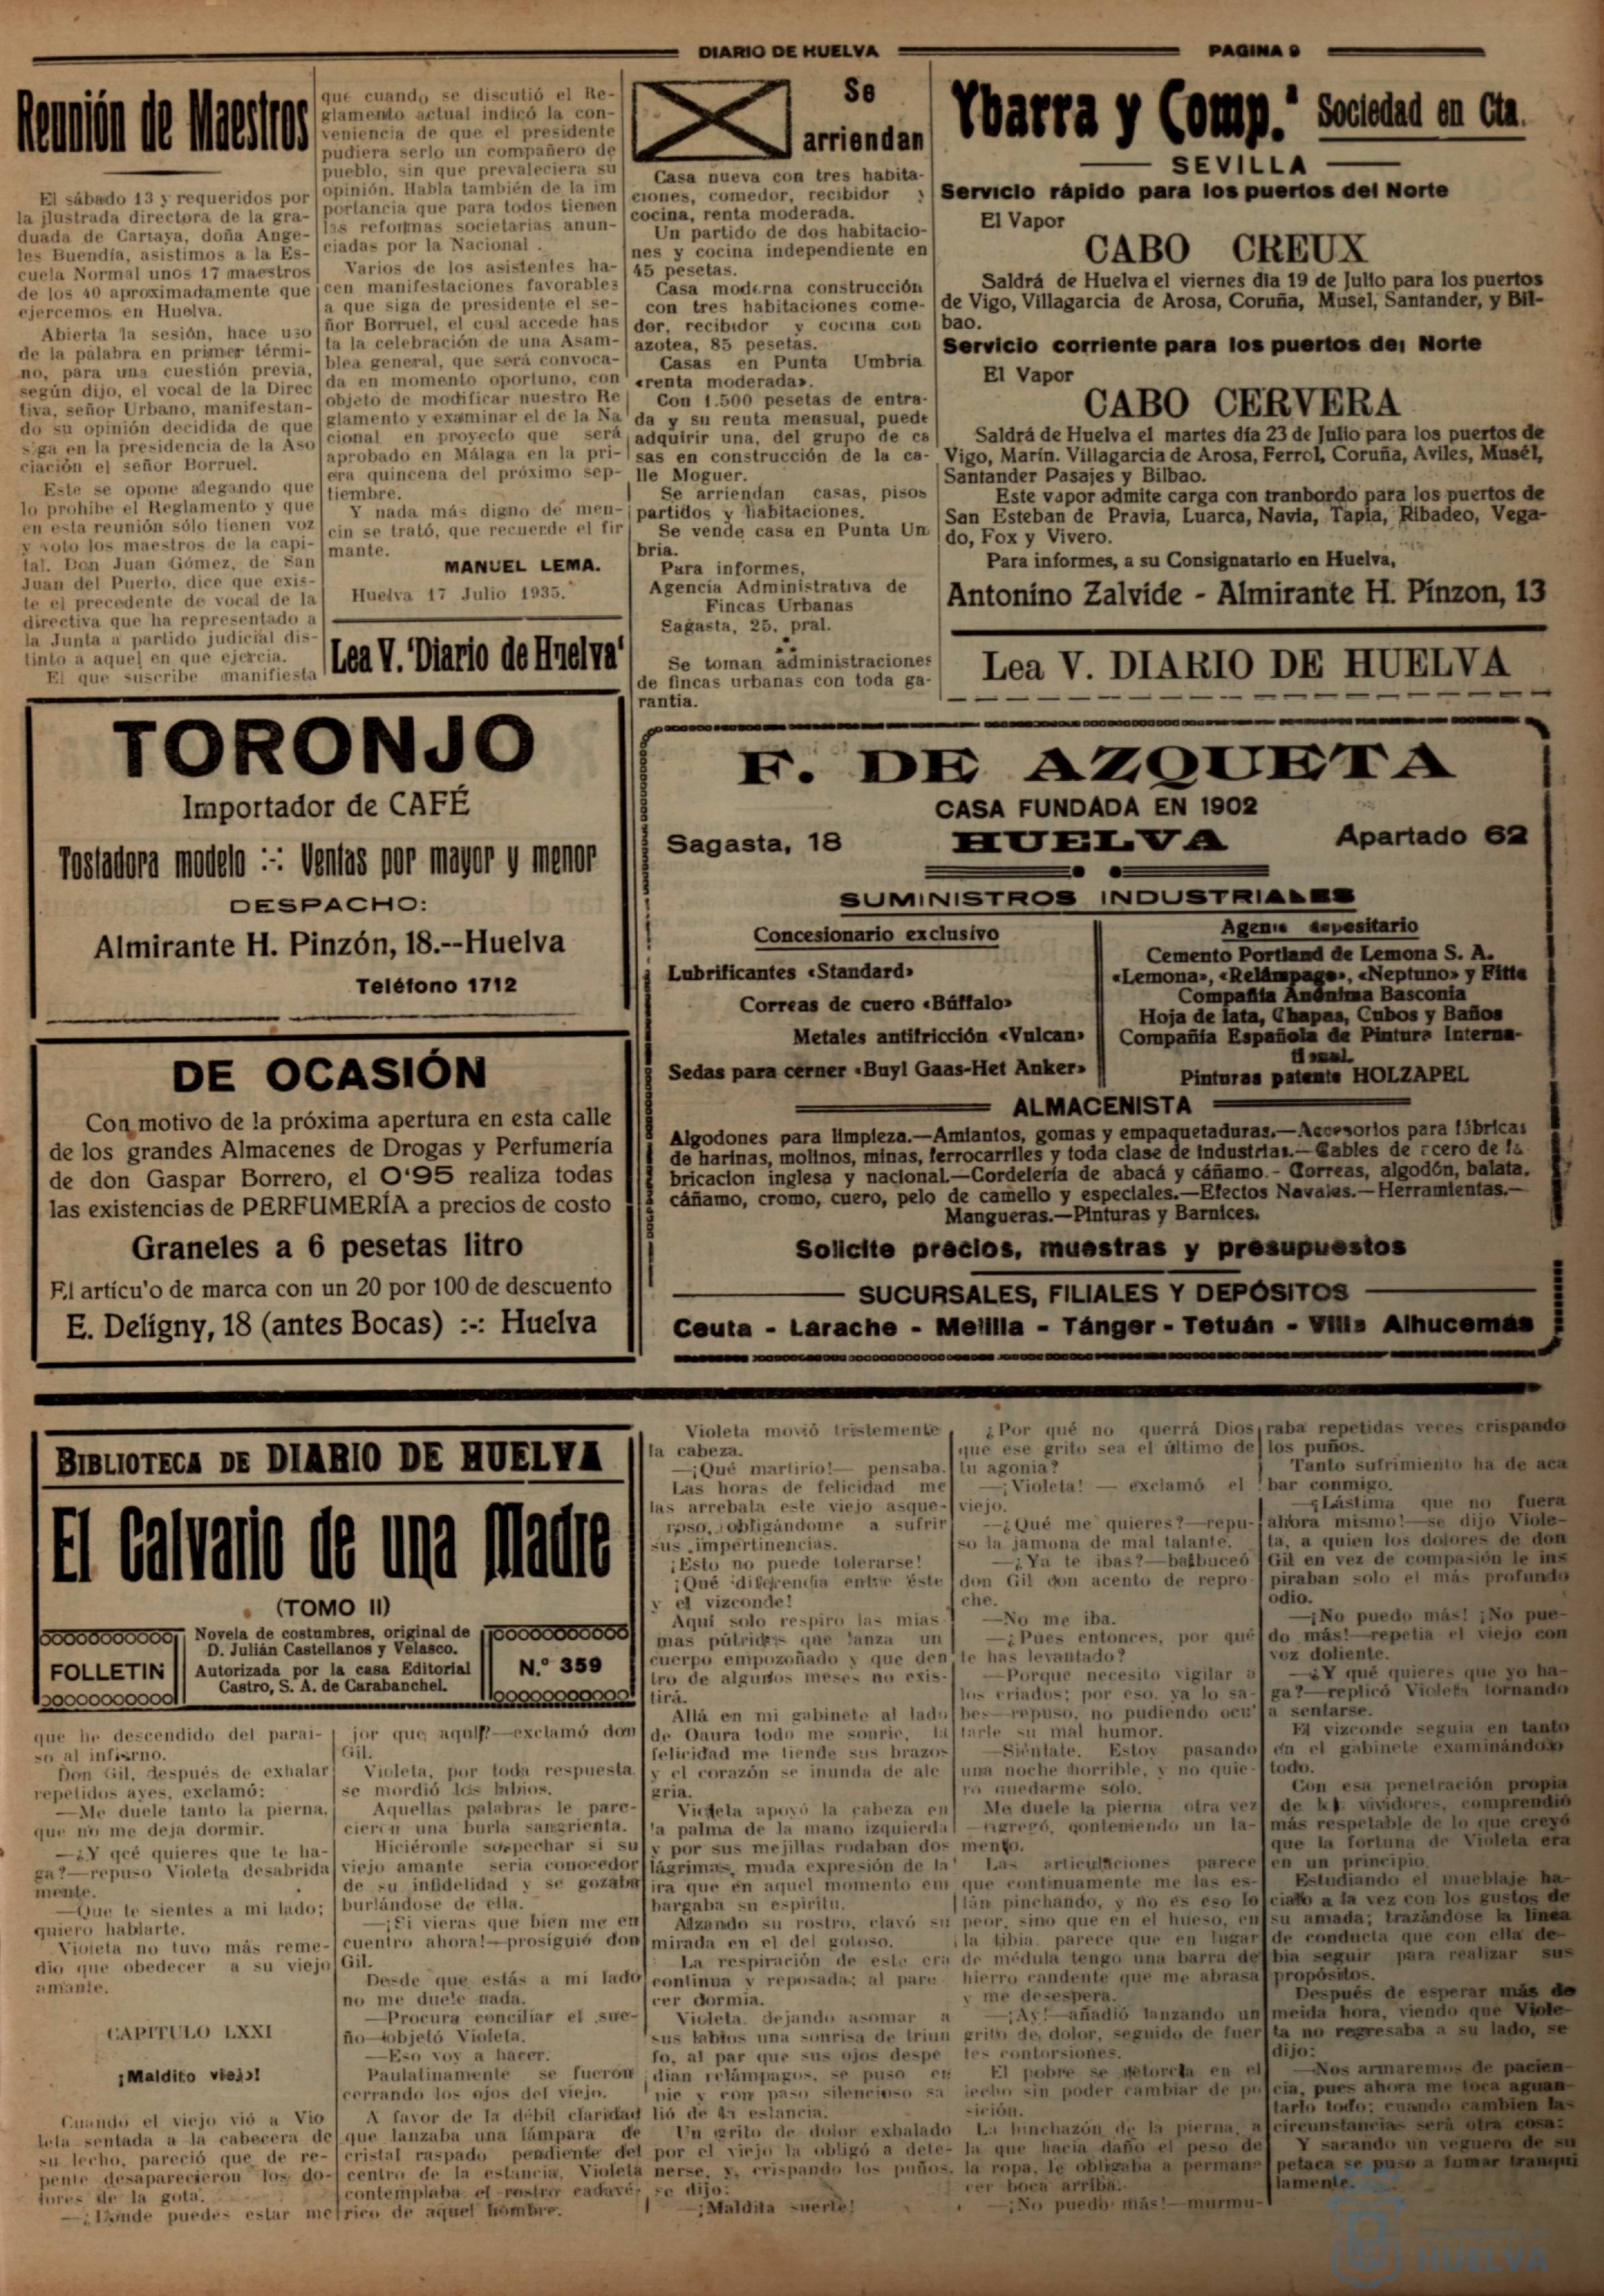 DIARIO DE HUELVA
PAGINA 9
Reunión de Maestros
El sábado 13 y requeridos por
la ilustrada directora de la gra-
duada de Cartaya, doña Ange-
les Buendía, asistimos a la Es-
cuela Normal unos 17 maestros
de los 40 aproximadamente que
ejercemos en Huelva.
Abierta la sesión, hace uso
de la palabra en primer térmi-
no, para una cuestión previa,
según dijo, el vocal de la Direc
tiva, señor Urbano, manifestan-
do su opinión decidida de que
siga en la presidencia de la Aso
ciación el señor Borruel.
Este se opone alegando que
lo prohibe el Reglamento y que
en esta reunión sólo tienen voz
y voto los maestros de la capi-
tal. Don Juan Gómez, de San
Juan del Puerto, dice que exis-
te el precedente de vocal de la
directiva que ha representado a
la Junta a partido judicial dis-
tinto a aquel en que ejercia.
El que suscribe manifiesta
que cuando se discutió el Re-
glamento actual indicó la con-
veniencia de que el presidente
pudiera serlo un compañero de
pueblo, sin que prevaleciera su
opinión. Habla también de la im
portancia que para todos tienen
las reformas societarias anun-
ciadas por la Nacional .
Varios de los asistentes ha-
cen manifestaciones favorables
a que siga de presidente el se-
ñor Borruel, el cual accede has
ta la celebración de una Asam-
blea general, que será convoca-
da en momento oportuno, con
objeto de modificar nuestro Re
glamento y examinar el de la Na
cional en proyecto que será
aprobado en Málaga en la pri-
era quincena del próximo sep-
tiembre.
Y nada más digno de men-
cin se trató, que recuerde el fir
mante.
MANUEL LEMA.
Huelva 17 Julio 1935.
Lea V. 'Diario de Hnelva'
Se
arriendan
Casa nueva con tres habita-
ciones, comedor, recibidor y
cocina, renta moderada.
Un partido de dos habitacio-
nes y cocina independiente en
45 pesetas.
Casa moderna construcción
con tres habitaciones come-
dor, recibidor y cocina con
azotea, 85 pesetas.
Casas en Punta Umbria
«renta moderada».
Con 1.500 pesetas de entra-
da y su renta mensual, puede
adquirir una, del grupo de ca
sas en construcción de la ca-
lle Moguer.
Se arriendan casas, pisos
partidos y habitaciones.
Se vende casa en Punta Um
bria.
Para informes,
Agencia Administrativa de
Fincas Urbanas
Sagasta, 25, pral.
Se toman administraciones
de fincas urbanas con toda ga-
rantia.
Ybarra y Comp.ª Sociedad en Cta.
SEVILLA
Servicio rápido para los puertos del Norte
El Vapor
CABO CREUX
Saldrá de Huelva el viernes dia 19 de Julio para los puertos
de Vigo, Villagarcia de Arosa, Coruña, Musel, Santander, y Bil-
bao.
Servicio corriente para los puertos del Norte
El Vapor
CABO CERVERA
Saldrá de Huelva el martes día 23 de Julio para los puertos de
Vigo, Marín. Villagarcia de Arosa, Ferrol, Coruña, Aviles, Musél,
Santander Pasajes y Bilbao.
Este vapor admite carga con tranbordo para los puertos de
San Esteban de Pravia, Luarca, Navia, Tapia, Ribadeo, Vega-
do, Fox y Vivero.
Para informes, a su Consignatario en Huelva,
Antonino Zalvide - Almirante H. Pinzon, 13
Lea V. DIARIO DE HUELVA
TORONJO
Importador de CAFÉ
Tostadora modelo :-: Ventas por mayor y menor
DESPACHO:
Almirante H. Pinzón, 18.--Huelva
Teléfono 1712
DE OCASIÓN
Con motivo de la próxima apertura en esta calle
de los grandes Almacenes de Drogas y Perfumería
de don Gaspar Borrero, el 0'95 realiza todas
las existencias de PERFUMERÍA a precios de costo
Graneles a 6 pesetas litro
El artícu'o de marca con un 20 por 100 de descuento
E. Deligny, 18 (antes Bocas) :-: Huelva
F. DE AZQUETA
CASA FUNDADA EN 1902
Sagasta, 18
HUELVA
Apartado 62
SUMINISTROS INDUSTRIALES
Concesionario exclusivo
Lubrificantes «Standard»
Correas de cuero «Búffalo»
Metales antifricción «Vulcan»
Sedas para cerner «Buyl Gaas-Het Anker»
Agente depositario
Cemento Portland de Lemona S. A.
«Lemona», «Relámpago», «Neptuno» y Fitta
Compañia Anónima Basconia
Hoja de lata, Chapas, Cubos y Baños
Compañía Española de Pintura Interna-
Pinturas patente HOLZAPEL
ALMACENISTA
Algodones para limpieza.—Amiantos, gomas y empaquetaduras.—Accesorios para fábricas
de harinas, molinos, minas, ferrocarriles y toda clase de industrias.—Cables de acero de fa
bricacion inglesa y nacional.—Cordelería de abacá y cáñamo.- Correas, algodón, balata,
cáñamo, cromo, cuero, pelo de camello y especiales.—Efectos Navales.—Herramientas.—
Mangueras.—Pinturas y Barnices.
Solicite precios, muestras y presupuestos
SUCURSALES, FILIALES Y DEPÓSITOS
Ceuta - Larache - Melilla - Tánger - Tetuán - Villa Alhucemas
BIBLIOTECA DE DIARIO DE HUELVA
El Calvario de una Madre
(TOMO II)
FOLLETIN
Novela de costumbres, original de
D. Julián Castellanos y Velasco.
Autorizada por la casa Editorial
Castro, S. A. de Carabanchel.
N.º 359
que he descendido del parai-
so al infierno.
Don Gil, después de exhalar
repetidos ayes, exclamó:
—Me duele tanto la pierna,
que no me deja dormir.
—¿Y qcé quieres que te ha-
ga?—repuso Violeta desabrida
mente.
—Que te sientes a mi lado;
quiero hablarte.
Violeta no tuvo más reme-
dio que obedecer a su viejo
amante.
CAPITULO LXXI
¡Maldito viejo!
Cuando el viejo vió a Vio
leta sentada a la cabecera de
su lecho, pareció que de re-
pente desaparecieron los do-
lores de la gota.
—¿Dónde puedes estar me
jor que aquí?—exclamó don
Gil.
Violeta, por toda respuesta
se mordió los labios.
Aquellas palabras le pare-
cieron una burla sangrienta.
Hiciéronle sospechar si su
viejo amante seria conocedor
de su infidelidad y se gozaba
burlándose de ella.
—¡Si vieras que bien me en
cuentro ahora!—prosiguió don
Gil.
Desde que estás a mi lado
no me duele nada.
—Procura conciliar el sue-
ño—objetó Violeta.
—Eso voy a hacer.
Paulatinamente se fueron
cerrando los ojos del viejo.
A favor de la débil claridad
que lanzaba una lámpara de
cristal raspado pendiente del
centro de la estancia, Violeta
contemplaba el rostro cadavé-
rico de aquel hombre.
Violeta movió tristemente
la cabeza.
—¡Qué martirio!— pensaba.
Las horas de felicidad me
las arrebata este viejo asque-
roso, obligándome a sufrir
sus impertinencias.
¡Esto no puede tolerarse!
¡Qué diferencia entre éste
y el vizconde!
Aquí solo respiro las mias
mas pútridas que lanza un
cuerpo empozoñado y que den
tro de algunos meses no exis-
tirá.
Allá en mi gabinete al lado
de Oaura todo me sonrie, la
felicidad me tiende sus brazos
y el corazón se inunda de ale
gria.
Violeta apoyó la cabeza en
la palma de la mano izquierda
y por sus mejillas rodaban dos
lágrimas, muda expresión de la
ira que en aquel momento em
bargaba su espiritu.
Alzando su rostro, clavó su
mirada en el del gotoso.
La respiración de este era
continua y reposada; al pare
cer dormia.
Violeta, dejando asomar a
sus labios una sonrisa de triun
fo, al par que sus ojos despe
dian relámpagos, se puso en
pie y con paso silencioso sa
lió de la estancia.
Un grito de dolor exhalado
por el viejo la obligó a dete-
nerse, y, crispando los puños,
se dijo:
—¡Maldita suerte!
¿Por qué no querrá Dios
que ese grito sea el último de
tu agonia?
—¡Violeta! — exclamó el
viejo.
—¿Qué me quieres?—repu-
so la jamona de mal talante.
—¿Ya te ibas?—balbuceó
don Gil con acento de repro-
che.
—No me iba.
—¿Pues entonces, por qué
te has levantado?
—Porque necesito vigilar a
los criados; por eso, ya lo sa-
bes—repuso, no pudiendo ocu'
tarle su mal humor.
—Siéntate. Estoy pasando
una noche horrible, y no quie-
ro quedarme solo.
Me duele la pierna otra vez
—agregó, conteniendo un la-
mento.
Las articulaciones parece
que continuamente me las es-
tán pinchando, y no es eso lo
peor, sino que en el hueso, en
la tibia, parece que en lugar
de médula tengo una barra de
hierro candente que me abrasa
y me desespera.
—¡Ay!—añadió lanzando un
grito de dolor, seguido de fuer
tes contorsiones.
El pobre se retorcía en el
lecho sin poder cambiar de po
sición.
La hinchazón de la pierna, a
la que hacia daño el peso de
la ropa, le obligaba a permane
cer boca arriba.
—¡No puedo más!—murmu-
raba repetidas veces crispando
los puños.
Tanto sufrimiento ha de aca
bar conmigo.
—¡Lástima que no fuera
ahora mismo!—se dijo Viole-
ta, a quien los dolores de don
Gil en vez de compasión le ins
piraban solo el más profundo
odio.
—¡No puedo más! ¡No pue-
do más!—repetia el viejo con
voz doliente.
—¿Y qué quieres que yo ha-
ga?—replicó Violeta tornando
a sentarse.
El vizconde seguia en tanto
en el gabinete examinándolo
todo.
Con esa penetración propia
de vividores, comprendió
más respetable de lo que creyó
que la fortuna de Violeta era
en un principio.
Estudiando el mueblaje ha-
cialo a la vez con los gustos de
su amada; trazándose la linea
de conducta que con ella de-
bia seguir para realizar sus
propósitos.
Después de esperar más de
meida hora, viendo que Viole-
ta no regresaba a su lado, se
dijo:
—Nos armaremos de pacien-
cia, pues ahora me toca aguan-
tarlo todo; cuando cambien las
circunstancias será otra cosa:
Y sacando un veguero de su
petaca se puso a fumar tranqui
lamente.
HUELVA